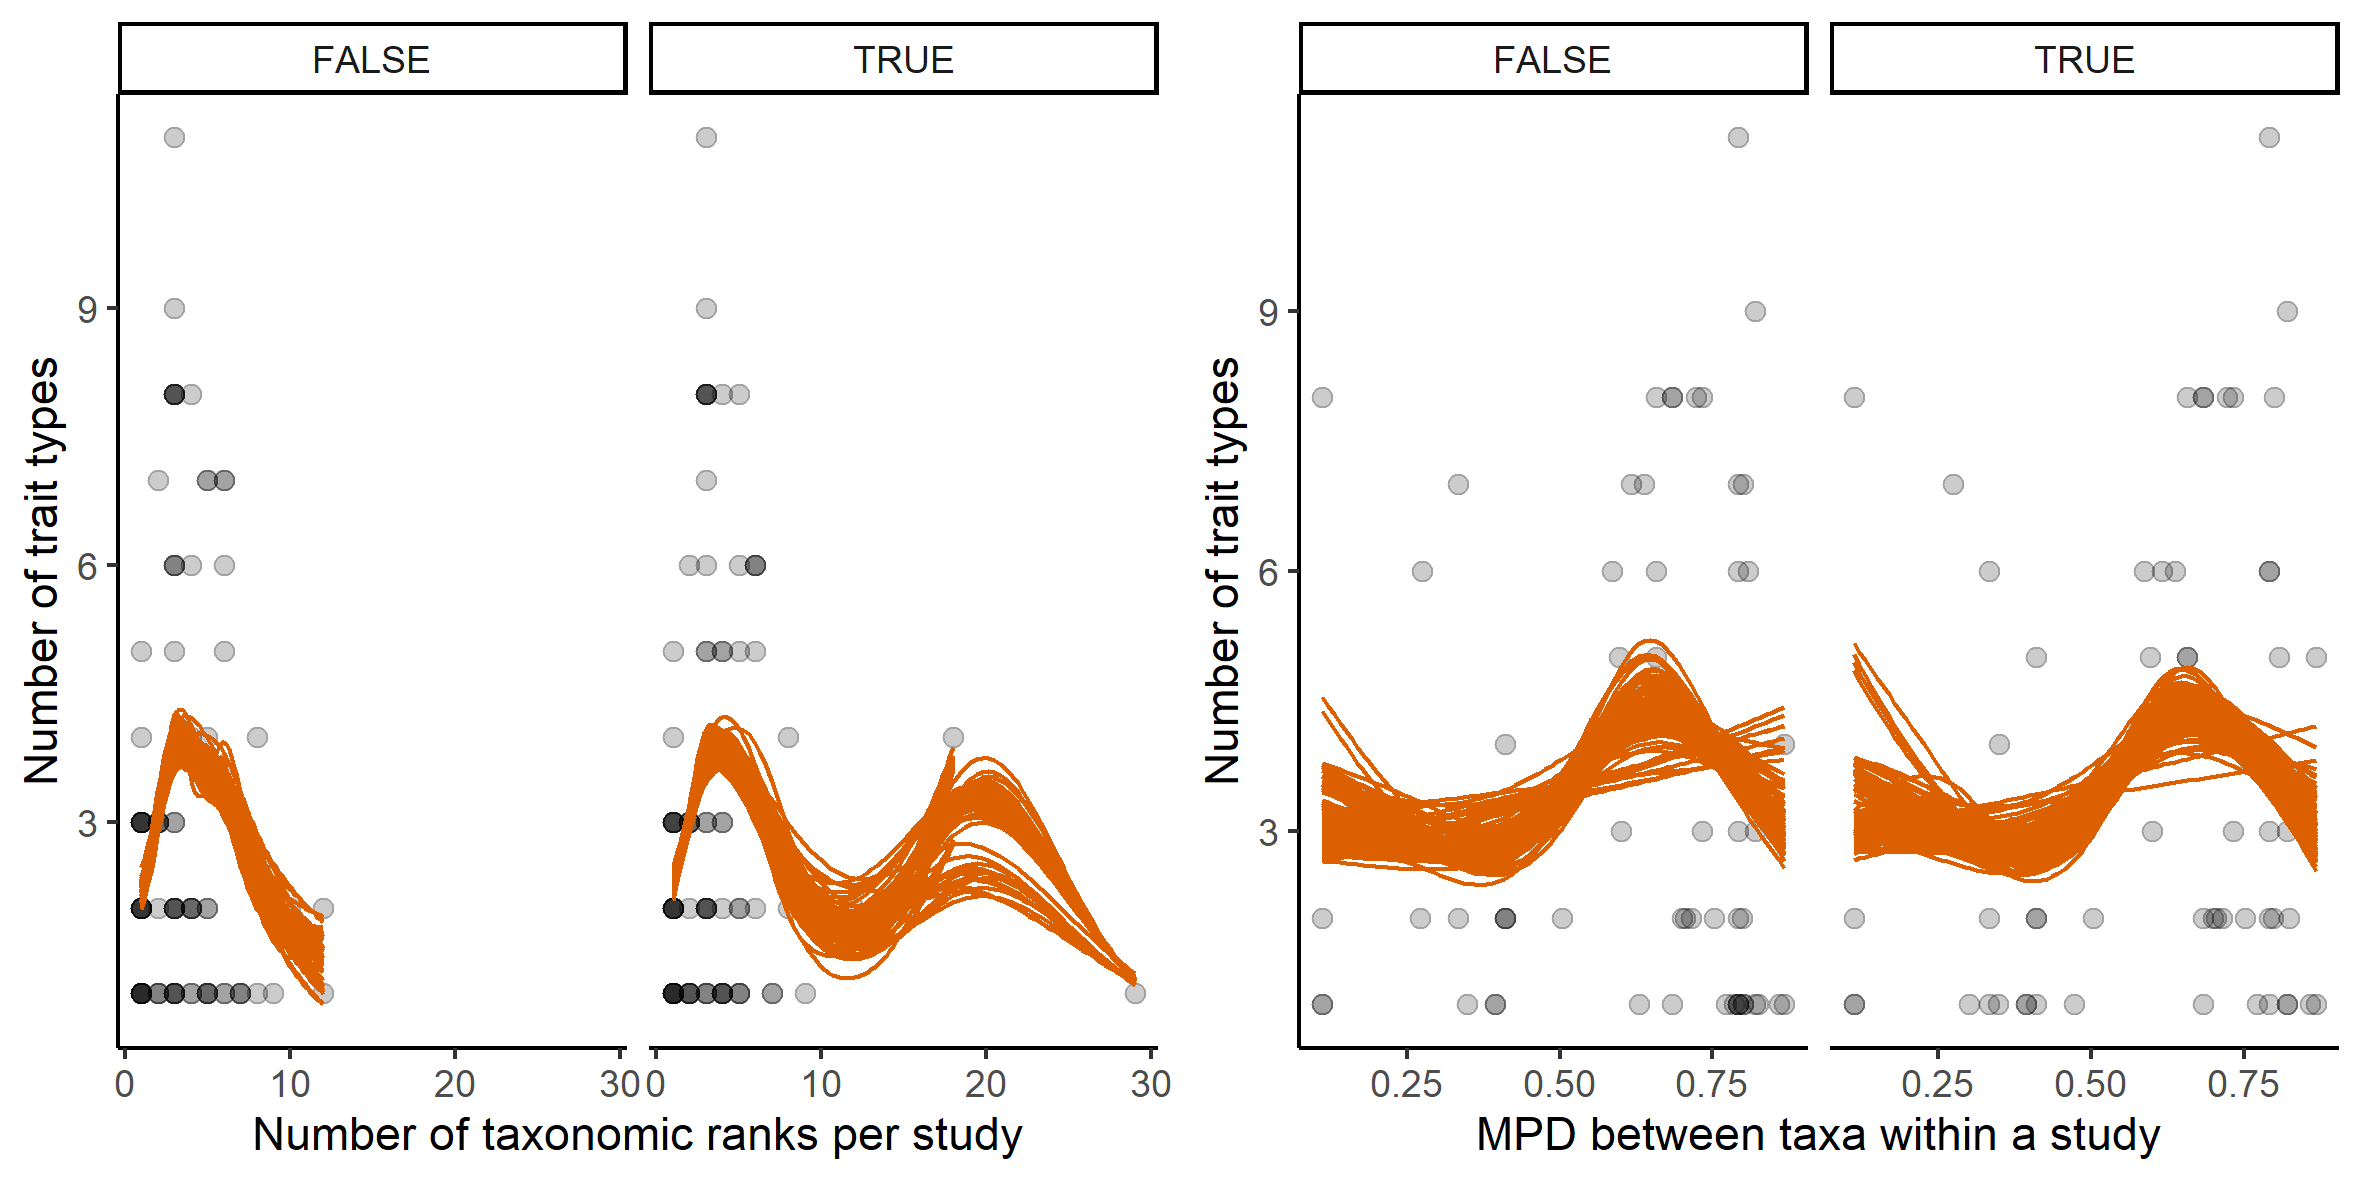 FALSE TRUE FALSE TRUE
Number of trait types
9
6
3
0 10 20 30 0 10 20 30
Number of taxonomic ranks per study
Number of trait types
9
6
3
0.25 0.50 0.75 0.25 0.50 0.75
MPD between taxa within a study